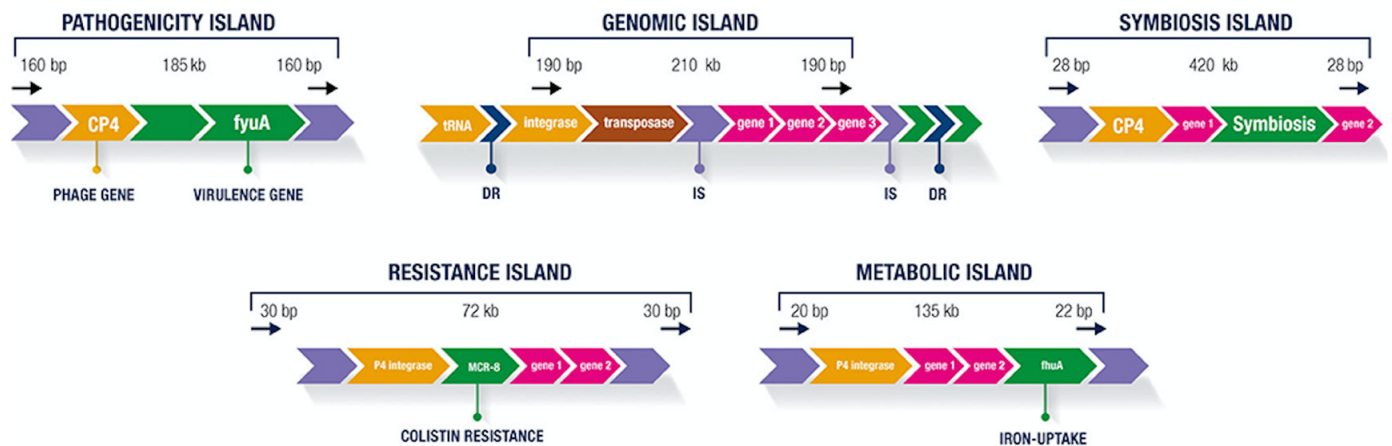 PATHOGENICITY ISLAND
160 bp 185 kb 160 bp
CP4 fyuA
PHAGE GENE VIRULENCE GENE
GENOMIC ISLAND
190 bp 210 kb 190 bp
tRNA integrase transposase gene 1 gene 2 gene 3
DR IS IS DR
SYMBIOSIS ISLAND
28 bp 420 kb 28 bp
CP4 gene 1 Symbiosis gene 2
RESISTANCE ISLAND
30 bp 72 kb 30 bp
P4 integrase MCR-8 gene 1 gene 2
COLISTIN RESISTANCE
METABOLIC ISLAND
20 bp 135 kb 22 bp
P4 integrase gene 1 gene 2 fhuA
IRON-UPTAKE